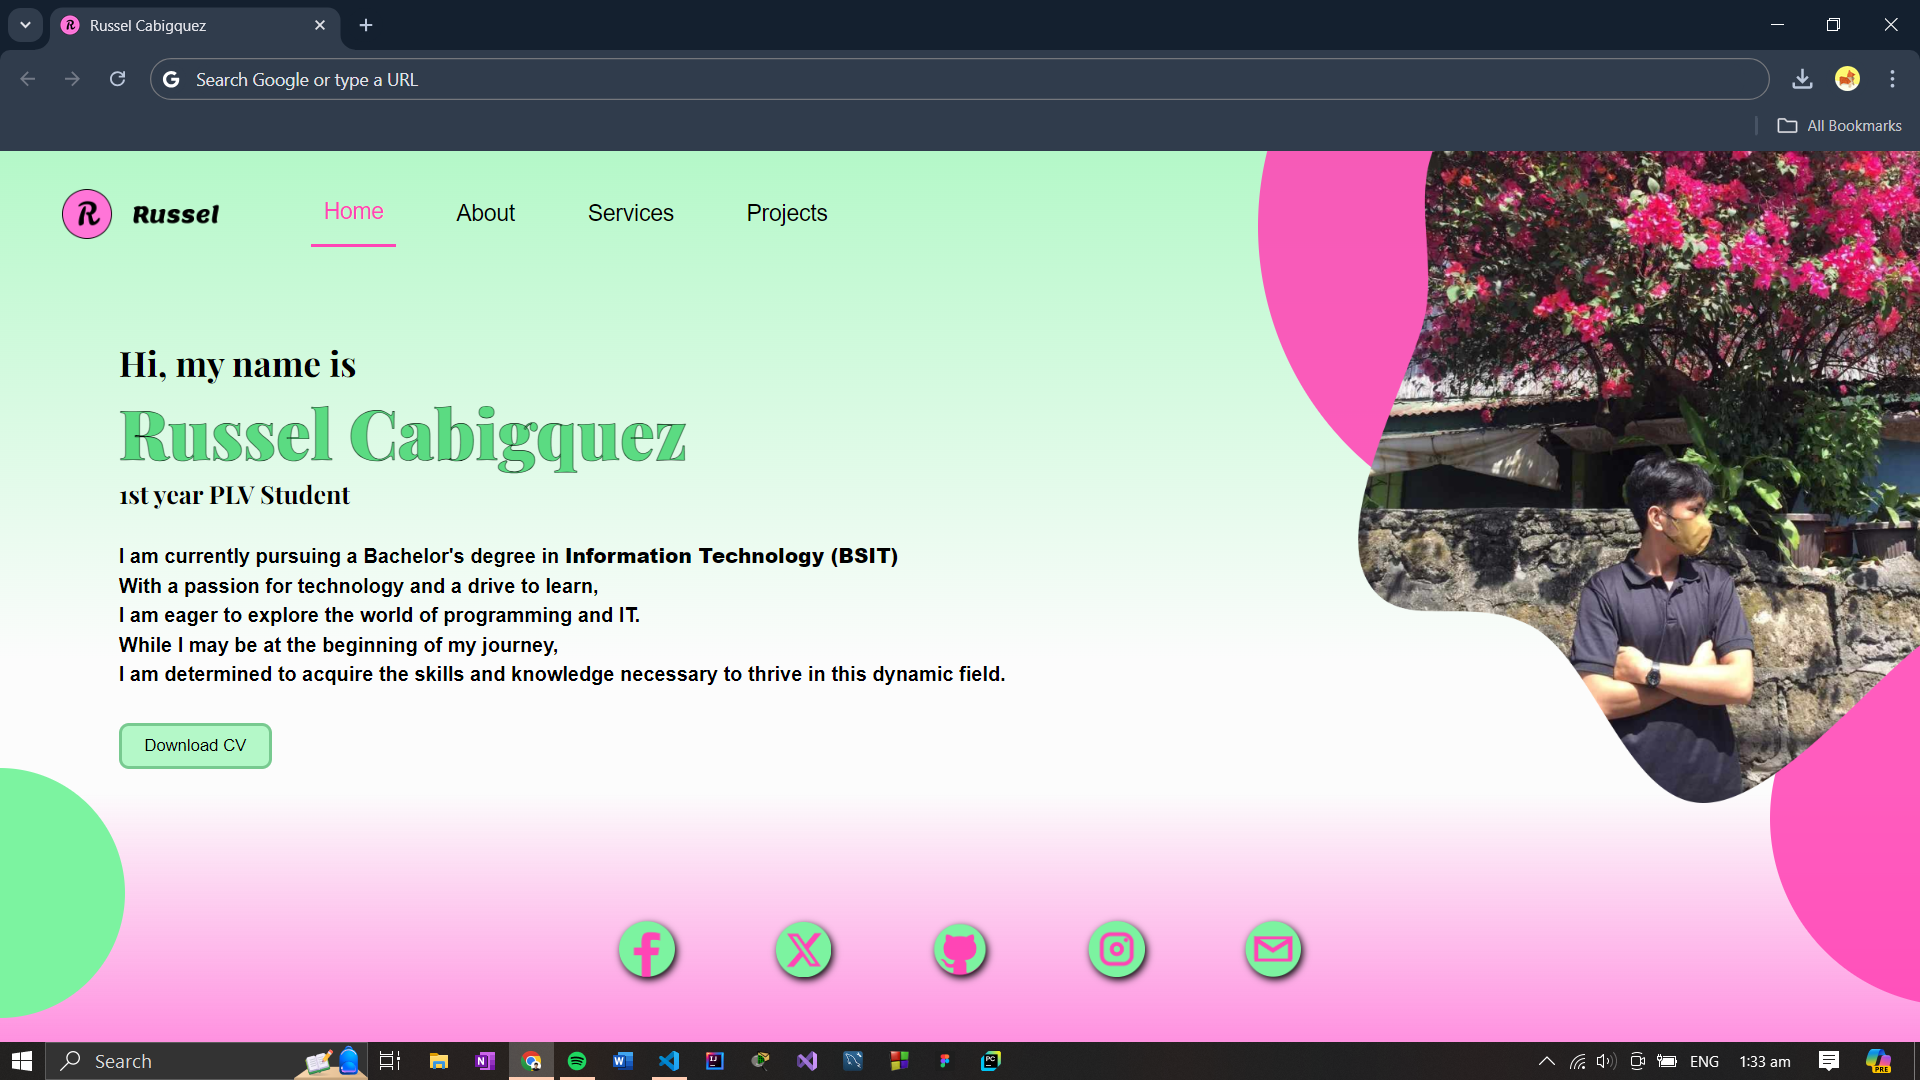 Russel Cabigquez
Search Google or type a URL
All Bookmarks
R Russel Home About Services Projects
Hi, my name is
Russel Cabigquez
1st year PLV Student
I am currently pursuing a Bachelor's degree in Information Technology (BSIT)
With a passion for technology and a drive to learn,
I am eager to explore the world of programming and IT.
While I may be at the beginning of my journey,
I am determined to acquire the skills and knowledge necessary to thrive in this dynamic field.
Download CV
Search ENG 1:33 am PRE